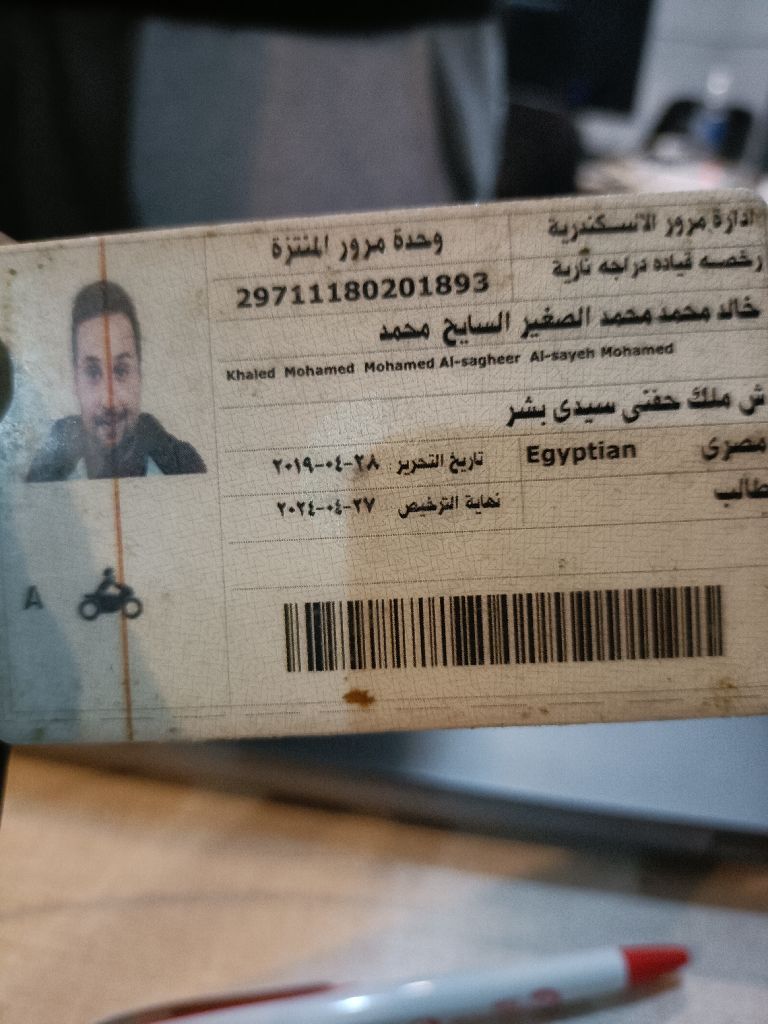 ادارة مرور الاسكندرية وحدة مرور المنتزة
رخصه قياده دراجه نارية
29711180201893
خالد محمد محمد الصغير السايح محمد
Khaled Mohamed Mohamed Al-sagheer Al-sayeh Mohamed
ش ملك حفنى سيدى بشر
مصرى Egyptian تاريخ التحرير ٢٠١٩-٠٤-٢٨
طالب نهاية الترخيص ٢٠٢٤-٠٤-٢٧
A